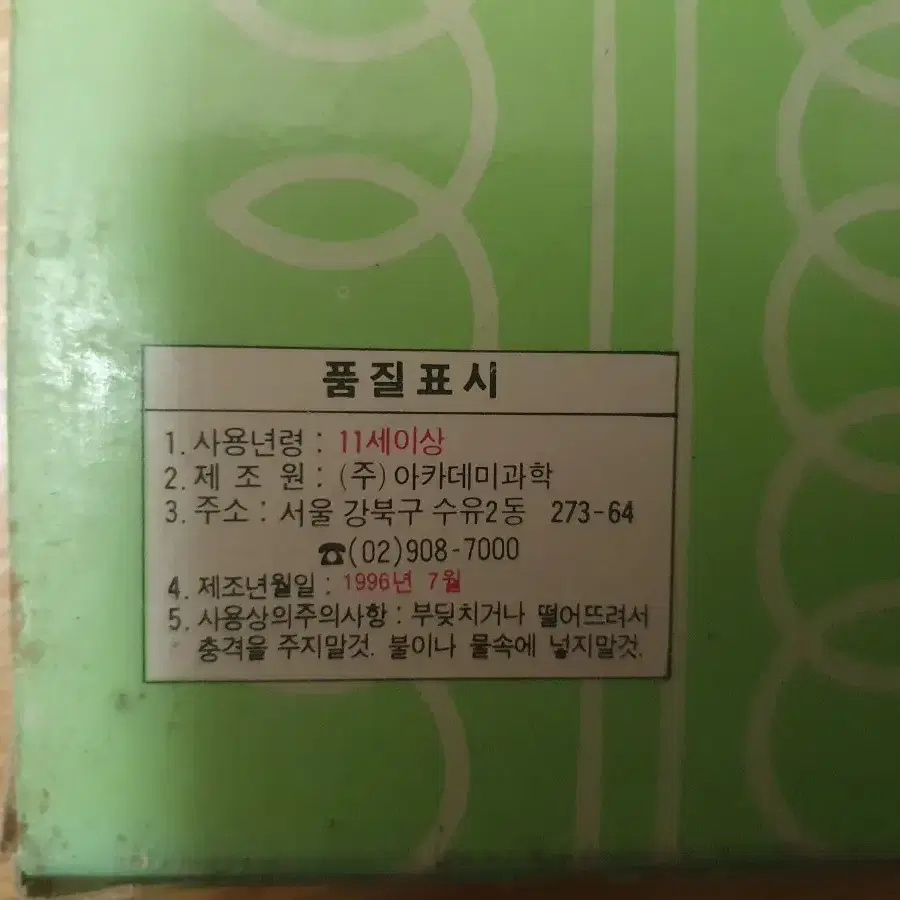 품질표시
1. 사용년령 : 11세이상
2. 제 조 원 : (주)아카데미과학
3. 주소 : 서울 강북구 수유2동 273-64
☎(02)908-7000
4. 제조년월일 : 1996년 7월
5. 사용상의주의사항 : 부딪치거나 떨어뜨려서
충격을 주지말것. 불이나 물속에 넣지말것.